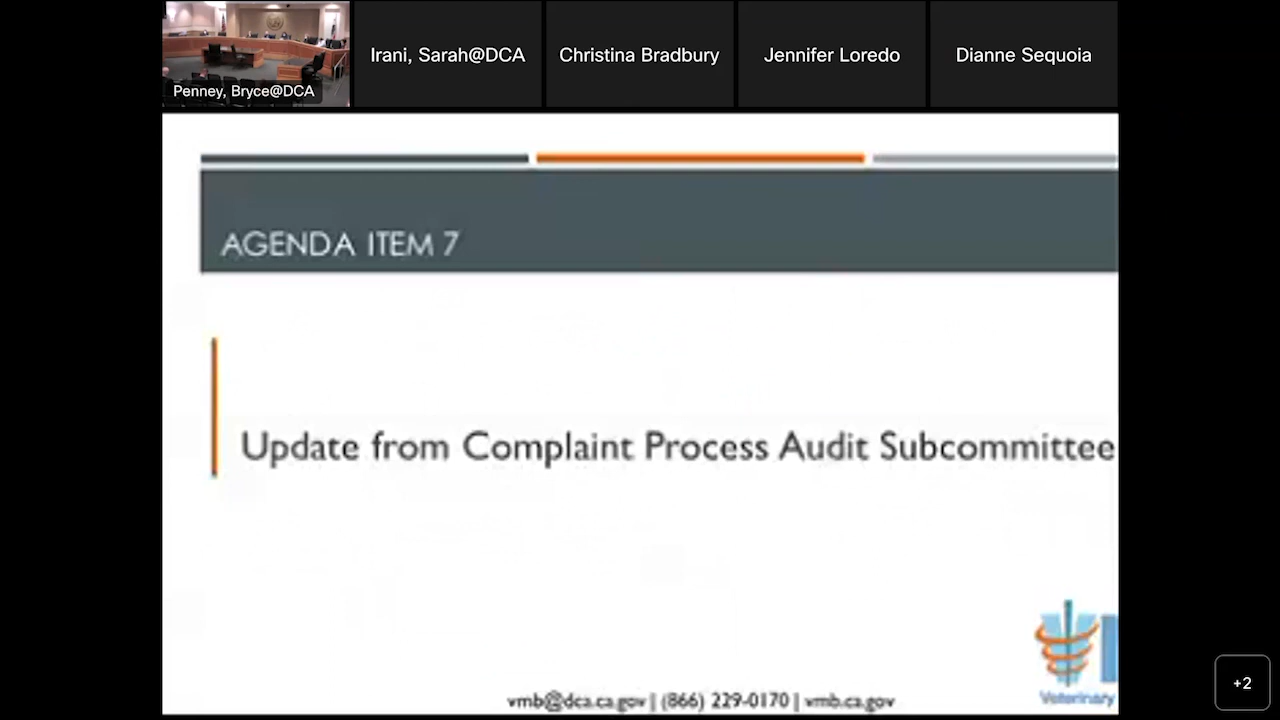 Penney, Bryce@DCA
Irani, Sarah@DCA
Christina Bradbury
Jennifer Loredo
Dianne Sequoia
AGENDA ITEM 7
Update from Complaint Process Audit Subcommittee
Veterinary
vmb@dca.ca.gov | (866) 229-0170 | vmb.ca.gov
+2